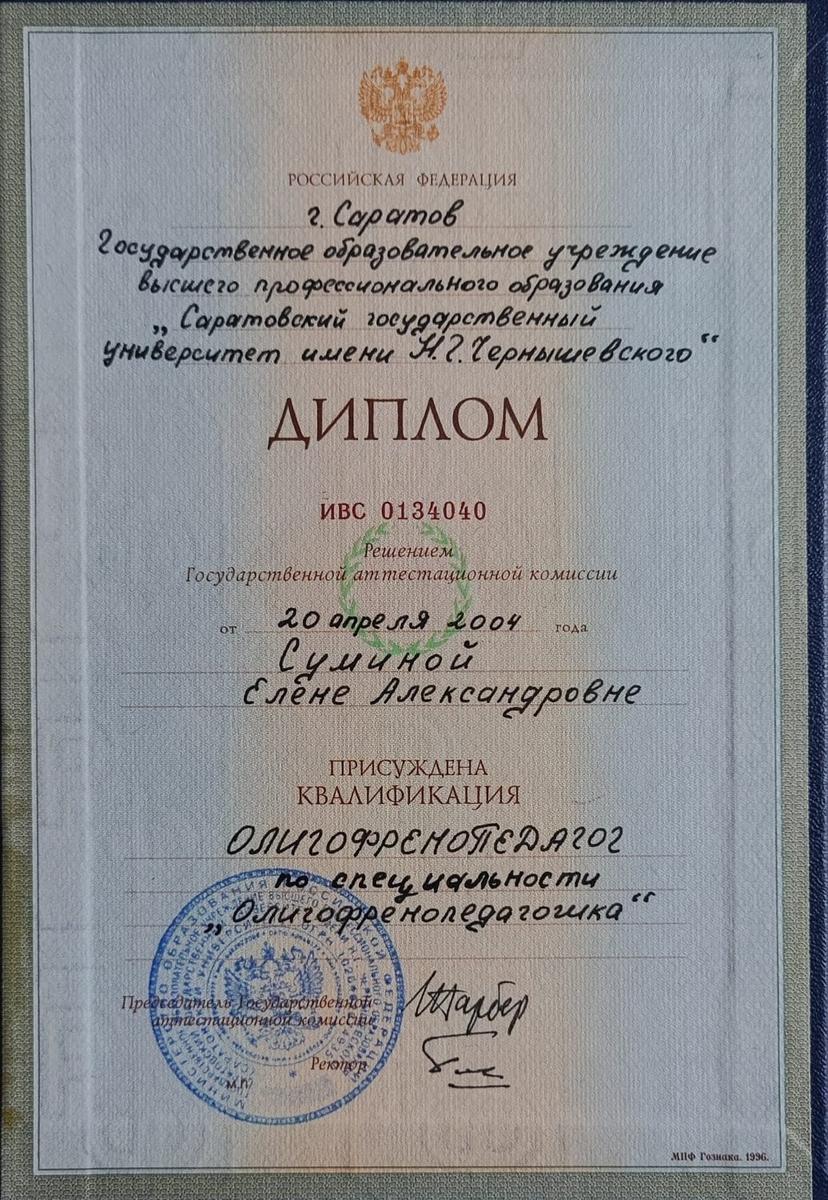 РОССИЙСКАЯ ФЕДЕРАЦИЯ
г. Саратов
Государственное образовательное учреждение
высшего профессионального образования
„Саратовский государственный
университет имени Н.Г. Чернышевского“
ДИПЛОМ
ИВС 0134040
Решением
Государственной аттестационной комиссии
от 20 апреля 2004 года
Суминой
Елене Александровне
ПРИСУЖДЕНА
КВАЛИФИКАЦИЯ
ОЛИГОФРЕНОПЕДАГОГ
по специальности
„Олигофренопедагогика“
Председатель Государственной
аттестационной комиссии
Ректор
М.П.
МПФ Гознака. 1996.